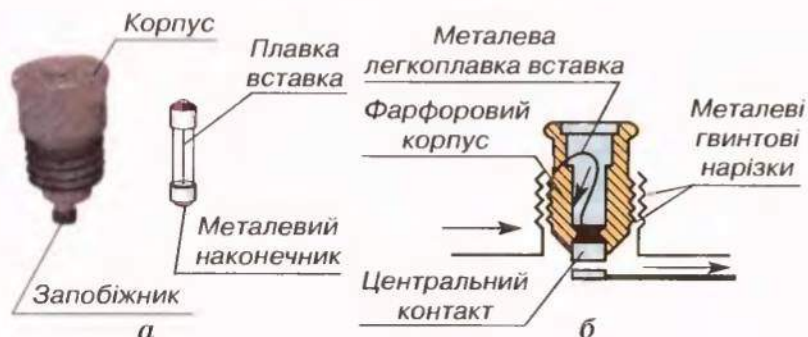 Корпус
Плавка
вставка
Металевий
наконечник
Запобіжник
а
Металева
легкоплавка вставка
Фарфоровий
корпус
Металеві
гвинтові
нарізки
Центральний
контакт
б